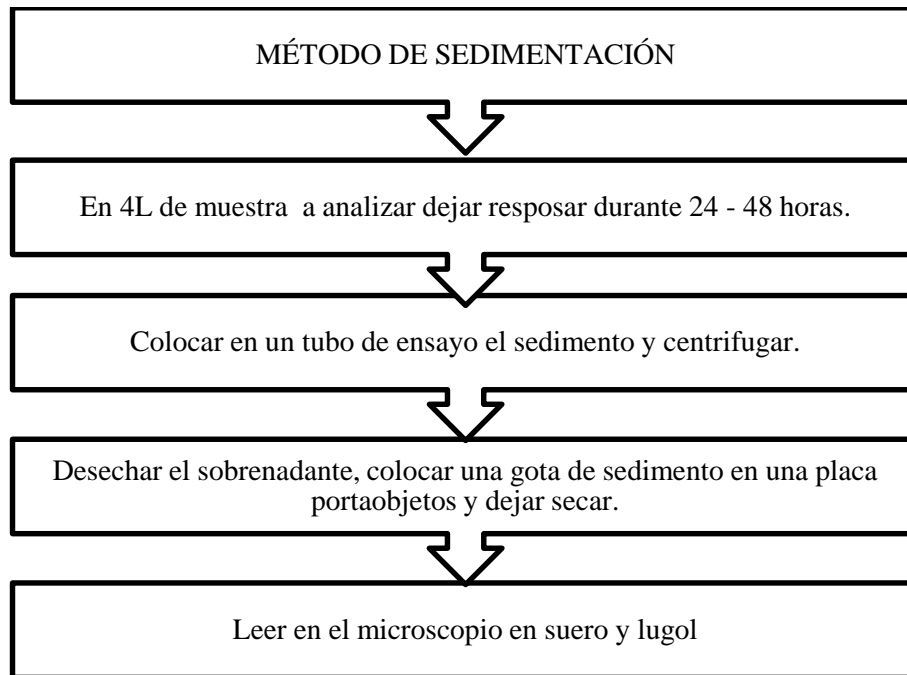 MÉTODO DE SEDIMENTACIÓN
En 4L de muestra a analizar dejar resposar durante 24 - 48 horas.
Colocar en un tubo de ensayo el sedimento y centrifugar.
Desechar el sobrenadante, colocar una gota de sedimento en una placa
portaobjetos y dejar secar.
Leer en el microscopio en suero y lugol